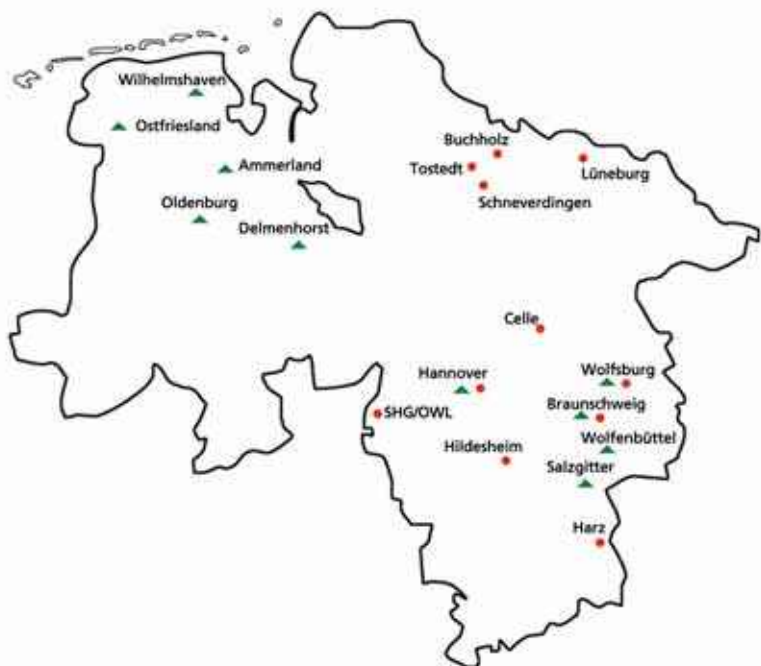 Wilhelmshaven
Ostfriesland
Buchholz
Ammerland
Tostedt
Lüneburg
Schneverdingen
Oldenburg
Delmenhorst
Celle
Hannover
Wolfsburg
SHG/OWL
Braunschweig
Hildesheim
Wolfenbüttel
Salzgitter
Harz